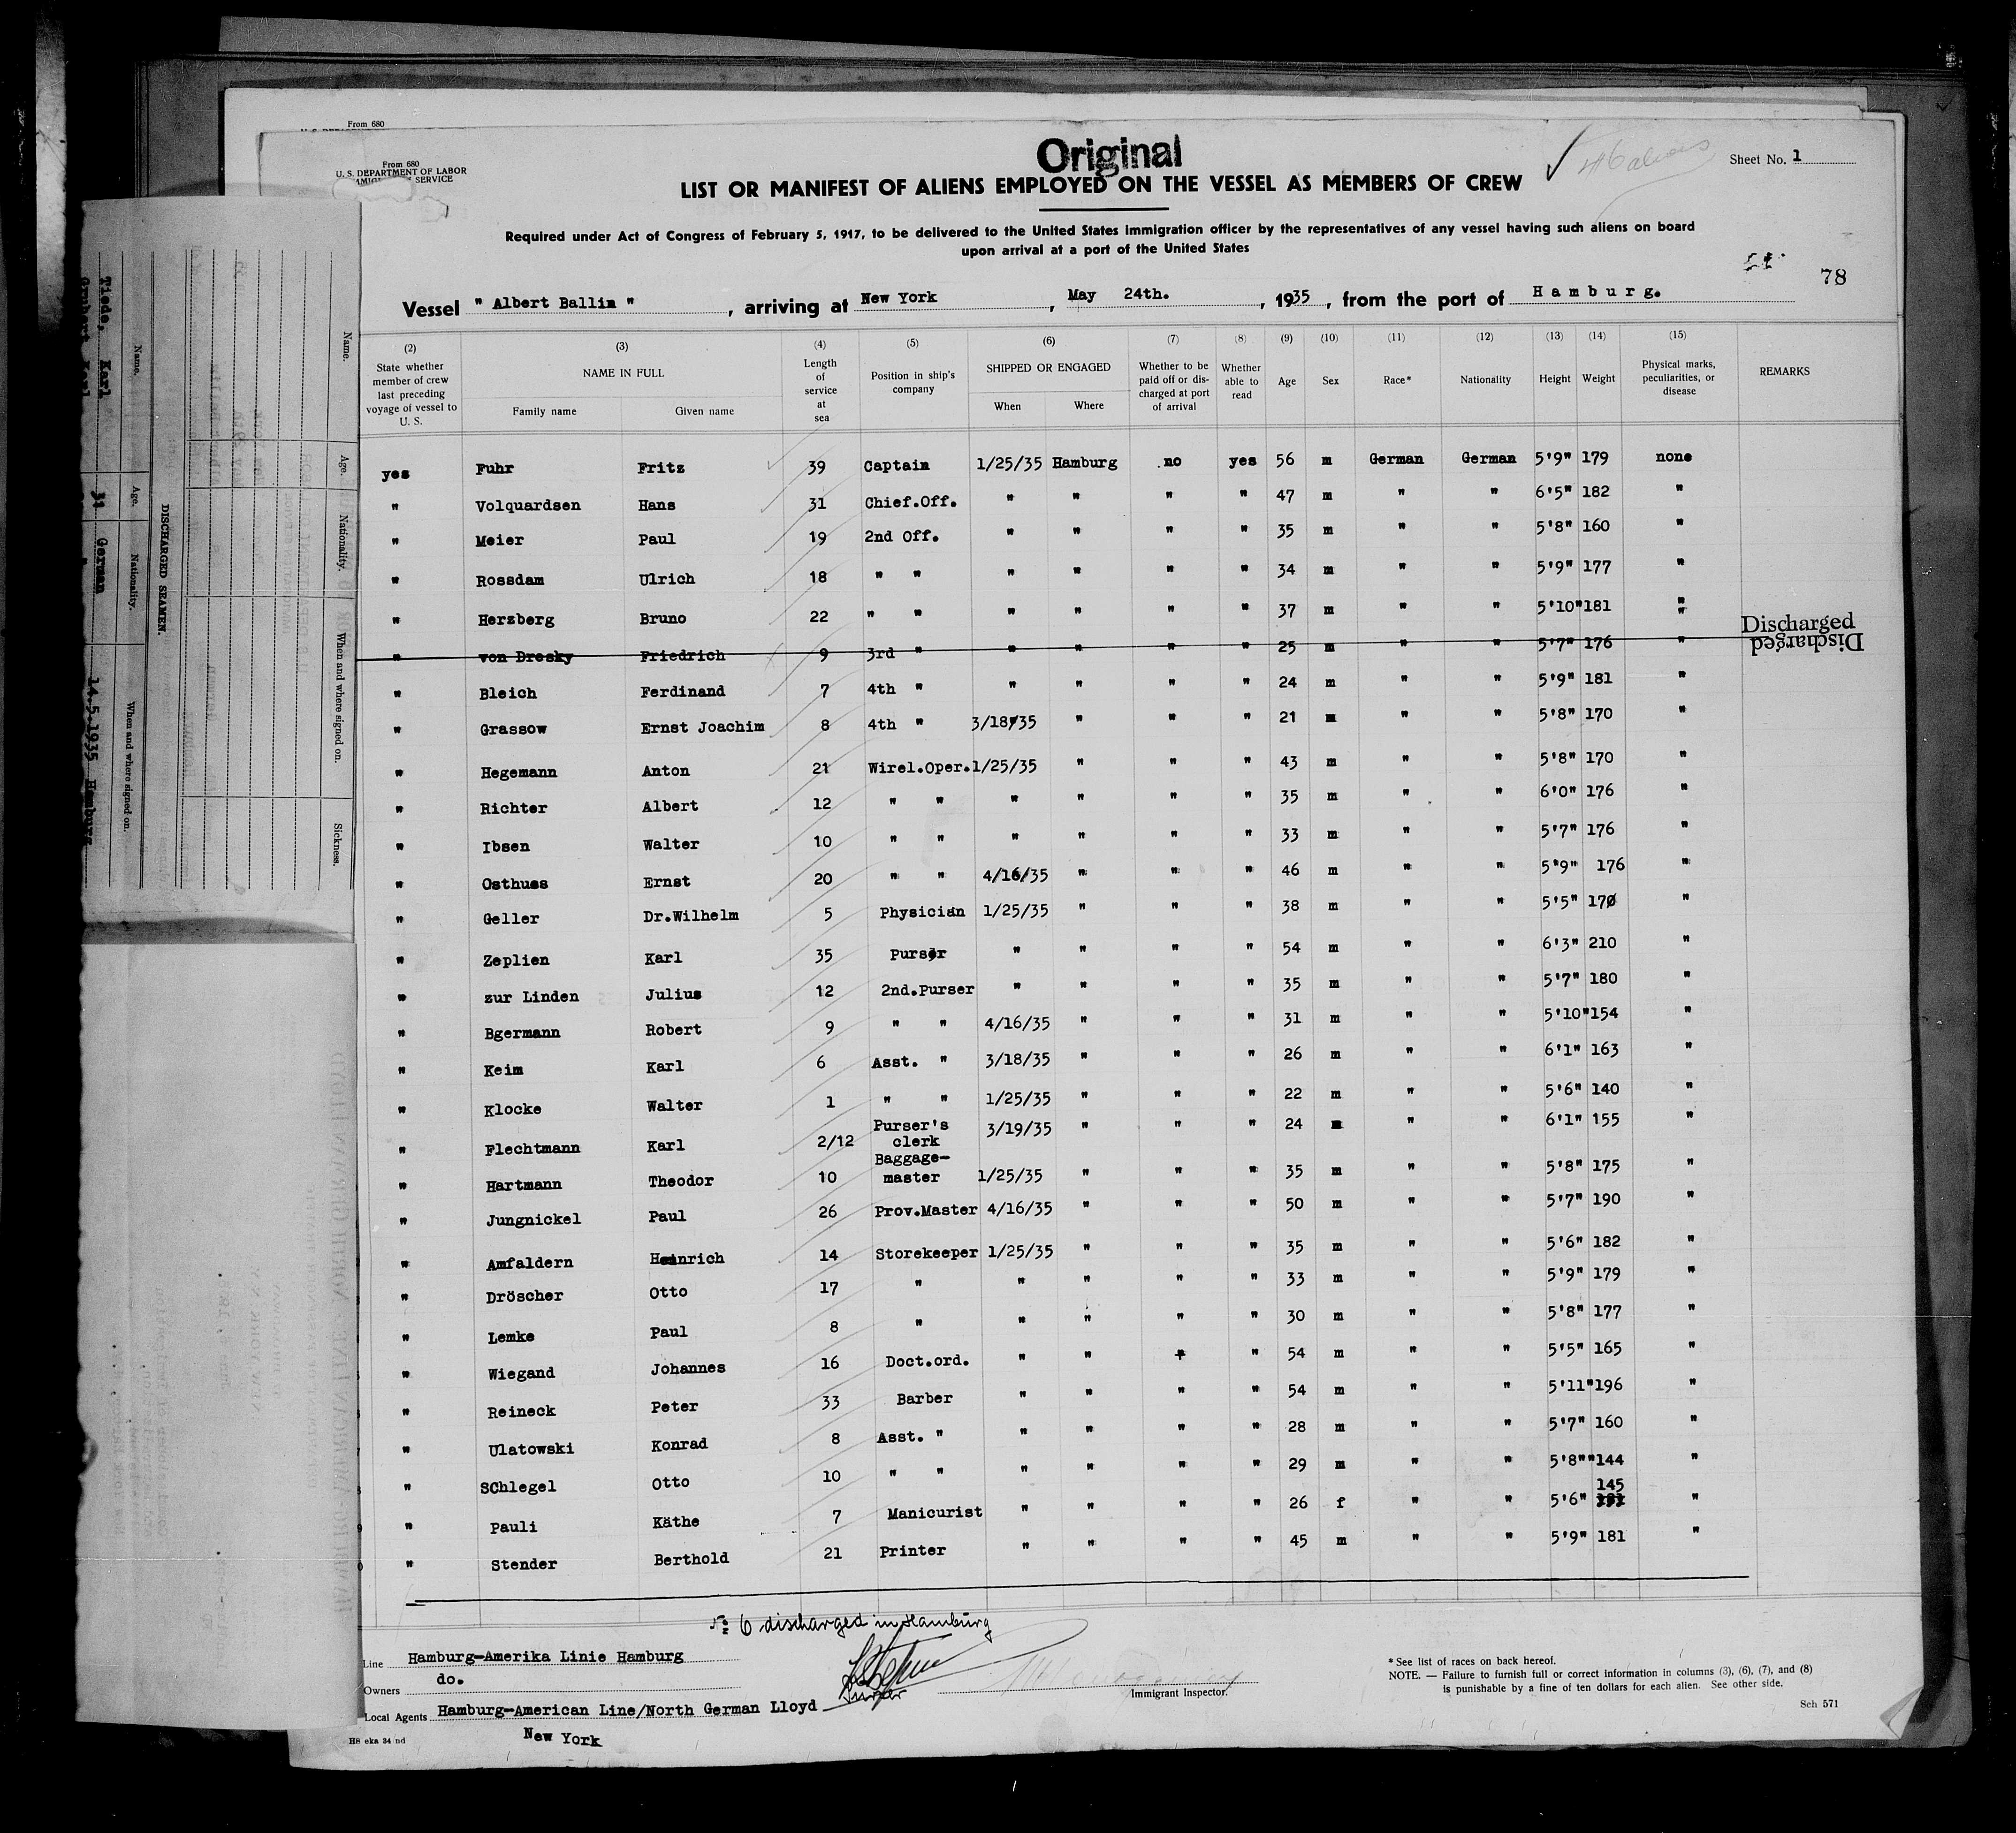 From 680
From 680
U. S. DEPARTMENT OF LABOR
SERVICE
Original
Sheet No. 1
LIST OR MANIFEST OF ALIENS EMPLOYED ON THE VESSEL AS MEMBERS OF CREW
Required under Act of Congress of February 5, 1917, to be delivered to the United States immigration officer by the representatives of any vessel having such aliens on board
upon arrival at a port of the United States
78
Vessel " Albert Ballin " , arriving at New York , May 24th. , 1935 , from the port of Hamburg.
(2) (3) (4) (5) (6) (7) (8) (9) (10) (11) (12) (13) (14) (15)
State whether member of crew last preceding voyage of vessel to U. S. NAME IN FULL Family name Given name Length of service at sea Position in ship's company SHIPPED OR ENGAGED When Where Whether to be paid off or discharged at port of arrival Whether able to read Age Sex Race* Nationality Height Weight Physical marks, peculiarities, or disease REMARKS
yes Fuhr Fritz 39 Captain 1/25/35 Hamburg no yes 56 m German German 5'9" 179 none
" Volquardsen Hans 31 Chief.Off. " " " " 47 m " " 6'5" 182 "
" Meier Paul 19 2nd Off. " " " " 35 m " " 5'8" 160 "
" Rossdam Ulrich 18 " " " " " " 34 m " " 5'9" 177 "
" Herzberg Bruno 22 " " " " " " 37 m " " 5'10" 181 "
" von Dresky Friedrich 9 3rd " " " " " 25 m " " 5'7" 176 " Discharged Discharged
" Bleich Ferdinand 7 4th " " " " " 24 m " " 5'9" 181 "
" Grassow Ernst Joachim 8 4th " 3/18/35 " " " 21 m " " 5'8" 170 "
" Hegemann Anton 21 Wirel.Oper. 1/25/35 " " " 43 m " " 5'8" 170 "
" Richter Albert 12 " " " " " " 35 m " " 6'0" 176 "
" Ibsen Walter 10 " " " " " " 33 m " " 5'7" 176 "
" Osthues Ernst 20 " " 4/16/35 " " " 46 m " " 5'9" 176 "
" Geller Dr.Wilhelm 5 Physician 1/25/35 " " " 38 m " " 5'5" 170 "
" Zeplien Karl 35 Purser " " " " 54 m " " 6'3" 210 "
" zur Linden Julius 12 2nd.Purser " " " " 35 m " " 5'7" 180 "
" Bgermann Robert 9 " " 4/16/35 " " " 31 m " " 5'10" 154 "
" Keim Karl 6 Asst. " 3/18/35 " " " 26 m " " 6'1" 163 "
" Klocke Walter 1 " " 1/25/35 " " " 22 m " " 5'6" 140 "
" Flechtmann Karl 2/12 Purser's clerk 3/19/35 " " " 24 m " " 6'1" 155 "
" Hartmann Theodor 10 Baggage-master 1/25/35 " " " 35 m " " 5'8" 175 "
" Jungnickel Paul 26 Prov.Master 4/16/35 " " " 50 m " " 5'7" 190 "
" Amfaldern Heinrich 14 Storekeeper 1/25/35 " " " 35 m " " 5'6" 182 "
" Dröscher Otto 17 " " " " " 33 m " " 5'9" 179 "
" Lemke Paul 8 " " " " " 30 m " " 5'8" 177 "
" Wiegand Johannes 16 Doct.ord. " " " " 54 m " " 5'5" 165 "
" Reineck Peter 33 Barber " " " " 54 m " " 5'11" 196 "
" Ulatowski Konrad 8 Asst. " " " " " 28 m " " 5'7" 160 "
" SChlegel Otto 10 " " " " " " 29 m " " 5'8"" 144 "
" Pauli Käthe 7 Manicurist " " " " 26 f " " 5'6" 145 "
" Stender Berthold 21 Printer " " " " 45 m " " 5'9" 181 "
No 6 discharged in Hamburg
Line Hamburg-Amerika Linie Hamburg
Owners do.
Local Agents Hamburg-American Line/North German Lloyd
New York
Purser
Immigrant Inspector.
* See list of races on back hereof.
NOTE. — Failure to furnish full or correct information in columns (3), (6), (7), and (8)
is punishable by a fine of ten dollars for each alien. See other side.
Sch 571
H8 eka 34 nd
DISCHARGED SEAMEN.
Name. Age. Nationality. When and where signed on.
Tiede, Karl 31 German 14.5.1935 Hamburg
Name. Age. Nationality. When and where signed on. Sickness.